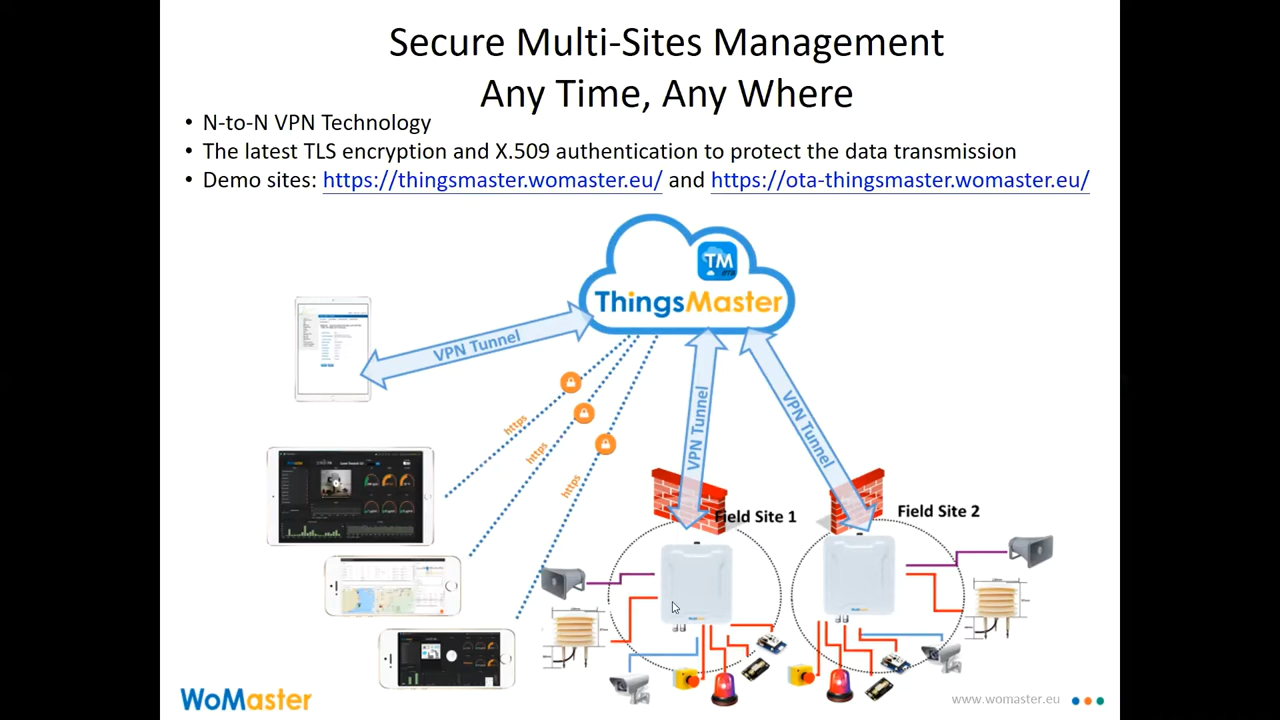 Secure Multi-Sites Management
Any Time, Any Where
• N-to-N VPN Technology
• The latest TLS encryption and X.509 authentication to protect the data transmission
• Demo sites: https://thingsmaster.womaster.eu/ and https://ota-thingsmaster.womaster.eu/
TM
ThingsMaster
VPN Tunnel
https
https
https
VPN Tunnel
VPN Tunnel
Field Site 1
Field Site 2
WoMaster
www.womaster.eu